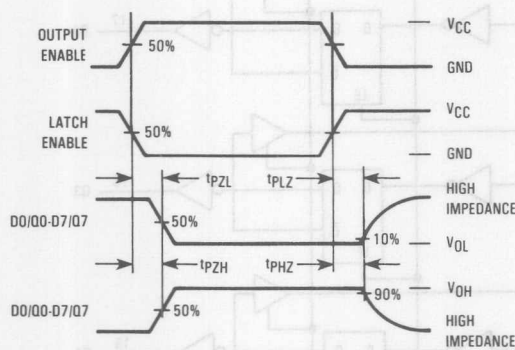 OUTPUT
ENABLE
50%
VCC
GND
LATCH
ENABLE
50%
VCC
GND
tPZL
tPLZ
HIGH
IMPEDANCE
D0/Q0-D7/Q7
50%
10%
VOL
tPZH
tPHZ
VOH
90%
D0/Q0-D7/Q7
50%
HIGH
IMPEDANCE